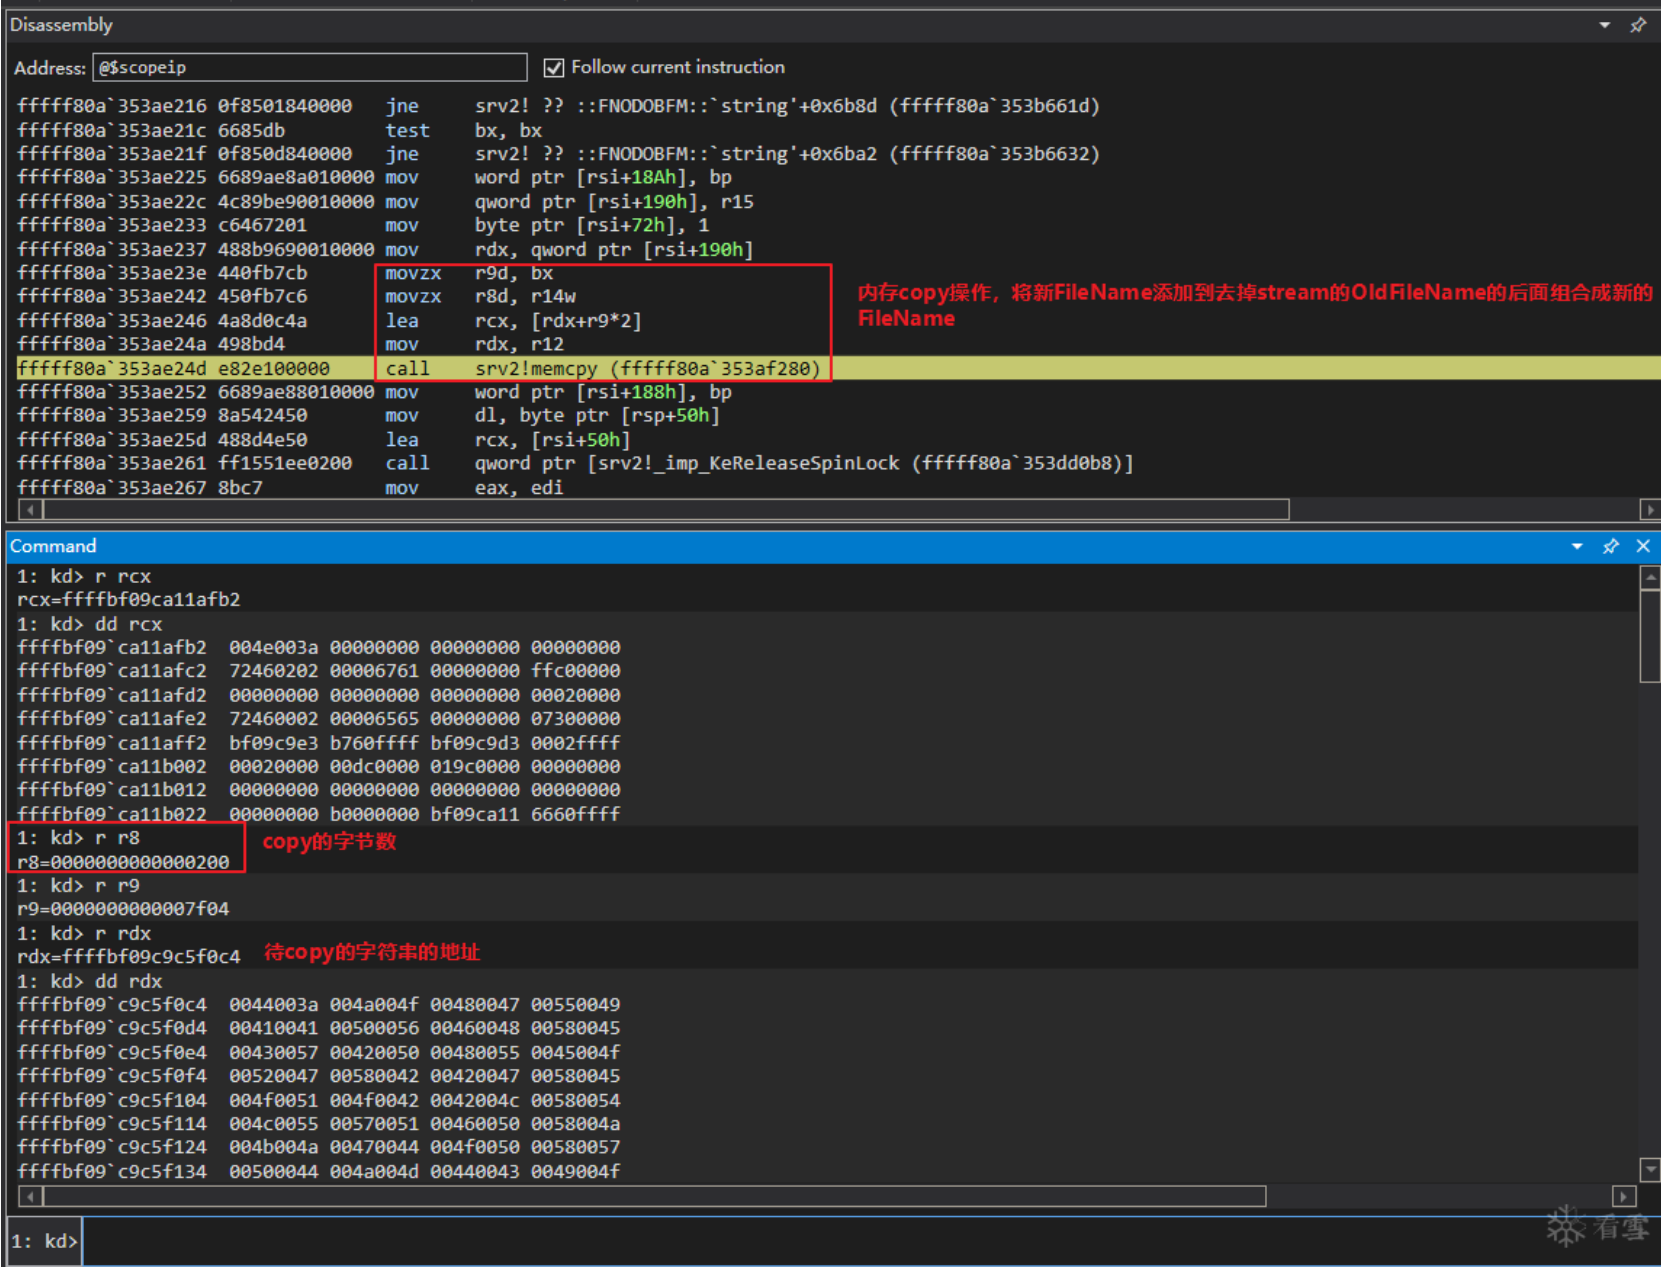 Disassembly
Address: @$scopeip Follow current instruction
fffff80a`353ae216 0f8501840000 jne srv2! ?? ::FNODOBFM::`string'+0x6b8d (fffff80a`353b661d)
fffff80a`353ae21c 6685db test bx, bx
fffff80a`353ae21f 0f850d840000 jne srv2! ?? ::FNODOBFM::`string'+0x6ba2 (fffff80a`353b6632)
fffff80a`353ae225 6689ae8a010000 mov word ptr [rsi+18Ah], bp
fffff80a`353ae22c 4c89be90010000 mov qword ptr [rsi+190h], r15
fffff80a`353ae233 c6467201 mov byte ptr [rsi+72h], 1
fffff80a`353ae237 488b9690010000 mov rdx, qword ptr [rsi+190h]
fffff80a`353ae23e 440fb7cb movzx r9d, bx
fffff80a`353ae242 450fb7c6 movzx r8d, r14w
fffff80a`353ae246 4a8d0c4a lea rcx, [rdx+r9*2]
fffff80a`353ae24a 498bd4 mov rdx, r12
fffff80a`353ae24d e82e100000 call srv2!memcpy (fffff80a`353af280)
fffff80a`353ae252 6689ae88010000 mov word ptr [rsi+188h], bp
fffff80a`353ae259 8a542450 mov dl, byte ptr [rsp+50h]
fffff80a`353ae25d 488d4e50 lea rcx, [rsi+50h]
fffff80a`353ae261 ff1551ee0200 call qword ptr [srv2!_imp_KeReleaseSpinLock (fffff80a`353dd0b8)]
fffff80a`353ae267 8bc7 mov eax, edi
内存copy操作，将新FileName添加到去掉stream的OldFileName的后面组合成新的
FileName
Command
1: kd> r rcx
rcx=ffffbf09ca11afb2
1: kd> dd rcx
ffffbf09`ca11afb2 004e003a 00000000 00000000 00000000
ffffbf09`ca11afc2 72460202 00006761 00000000 ffc00000
ffffbf09`ca11afd2 00000000 00000000 00000000 00020000
ffffbf09`ca11afe2 72460002 00006565 00000000 07300000
ffffbf09`ca11aff2 bf09c9e3 b760ffff bf09c9d3 0002ffff
ffffbf09`ca11b002 00020000 00dc0000 019c0000 00000000
ffffbf09`ca11b012 00000000 00000000 00000000 00000000
ffffbf09`ca11b022 00000000 b0000000 bf09ca11 6660ffff
1: kd> r r8 copy的字节数
r8=0000000000000200
1: kd> r r9
r9=0000000000007f04
1: kd> r rdx
rdx=ffffbf09c9c5f0c4 待copy的字符串的地址
1: kd> dd rdx
ffffbf09`c9c5f0c4 0044003a 004a004f 00480047 00550049
ffffbf09`c9c5f0d4 00410041 00500056 00460048 00580045
ffffbf09`c9c5f0e4 00430057 00420050 00480055 0045004f
ffffbf09`c9c5f0f4 00520047 00580042 00420047 00580045
ffffbf09`c9c5f104 004f0051 004f0042 0042004c 00580054
ffffbf09`c9c5f114 004c0055 00570051 00460050 0058004a
ffffbf09`c9c5f124 004b004a 00470044 004f0050 00580057
ffffbf09`c9c5f134 00500044 004a004d 00440043 0049004f
看雪
1: kd>